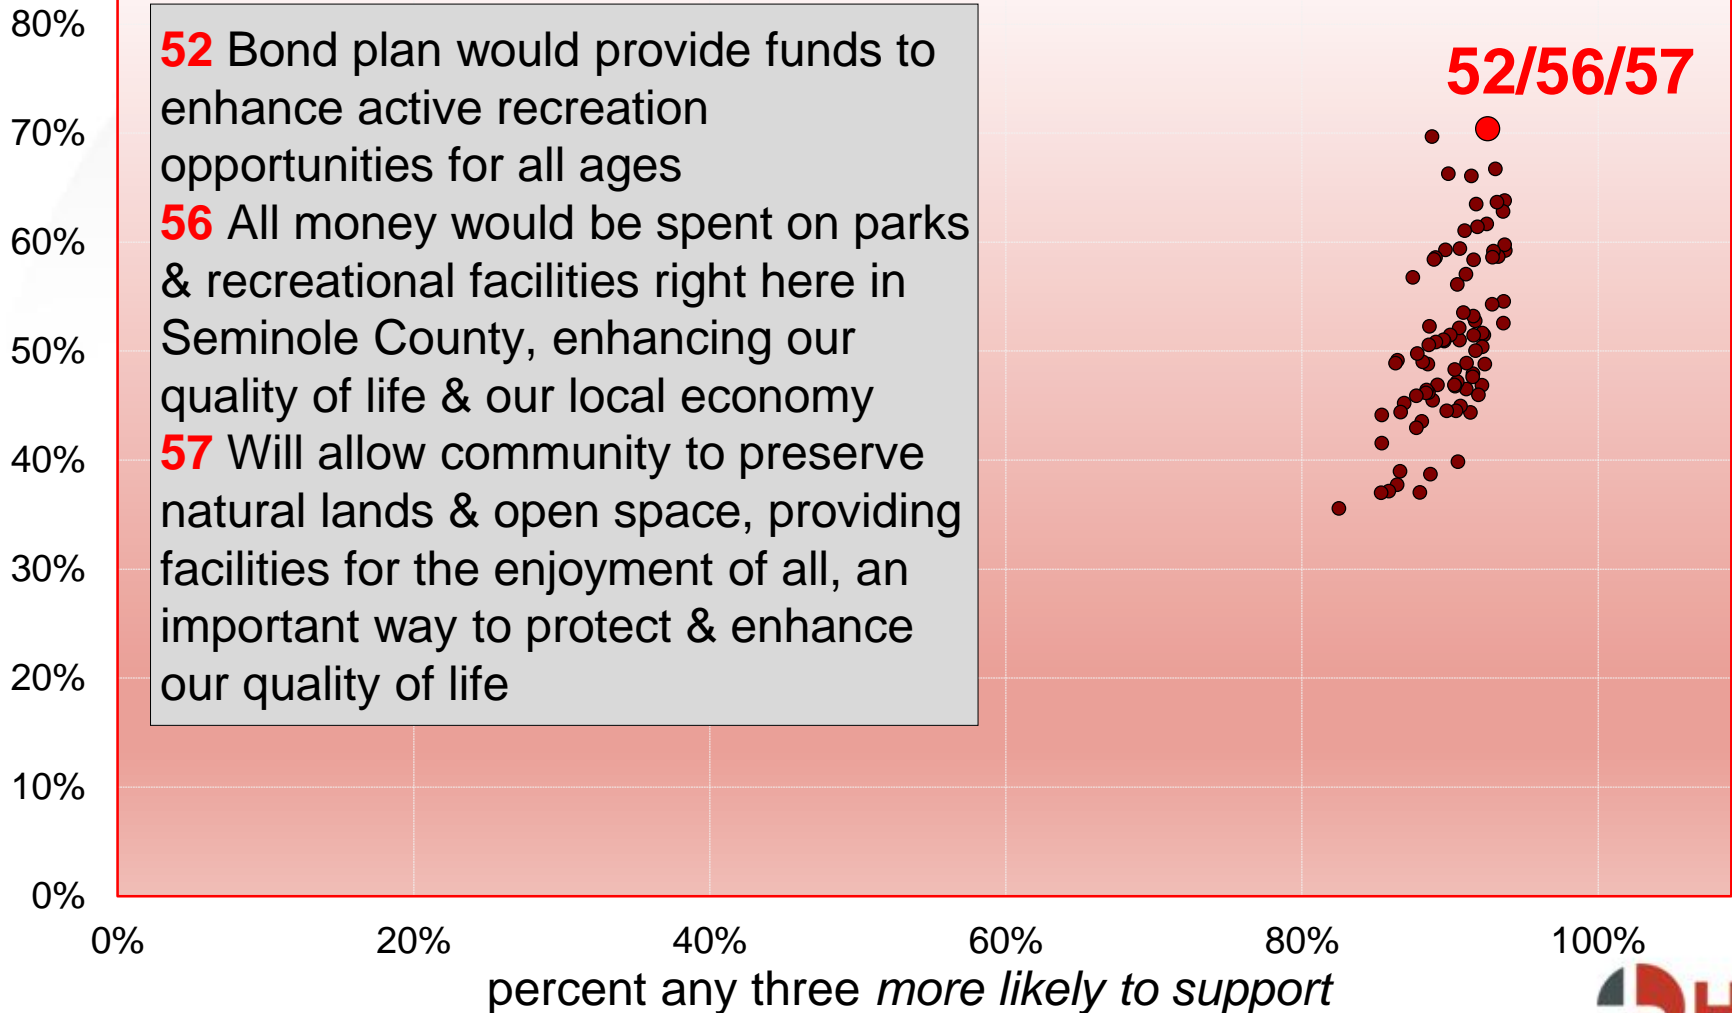 80%
70%
60%
50%
40%
30%
20%
10%
0%
52 Bond plan would provide funds to
enhance active recreation
opportunities for all ages
56 All money would be spent on parks
& recreational facilities right here in
Seminole County, enhancing our
quality of life & our local economy
57 Will allow community to preserve
natural lands & open space, providing
facilities for the enjoyment of all, an
important way to protect & enhance
our quality of life
52/56/57
0% 20% 40% 60% 80% 100%
percent any three more likely to support
H